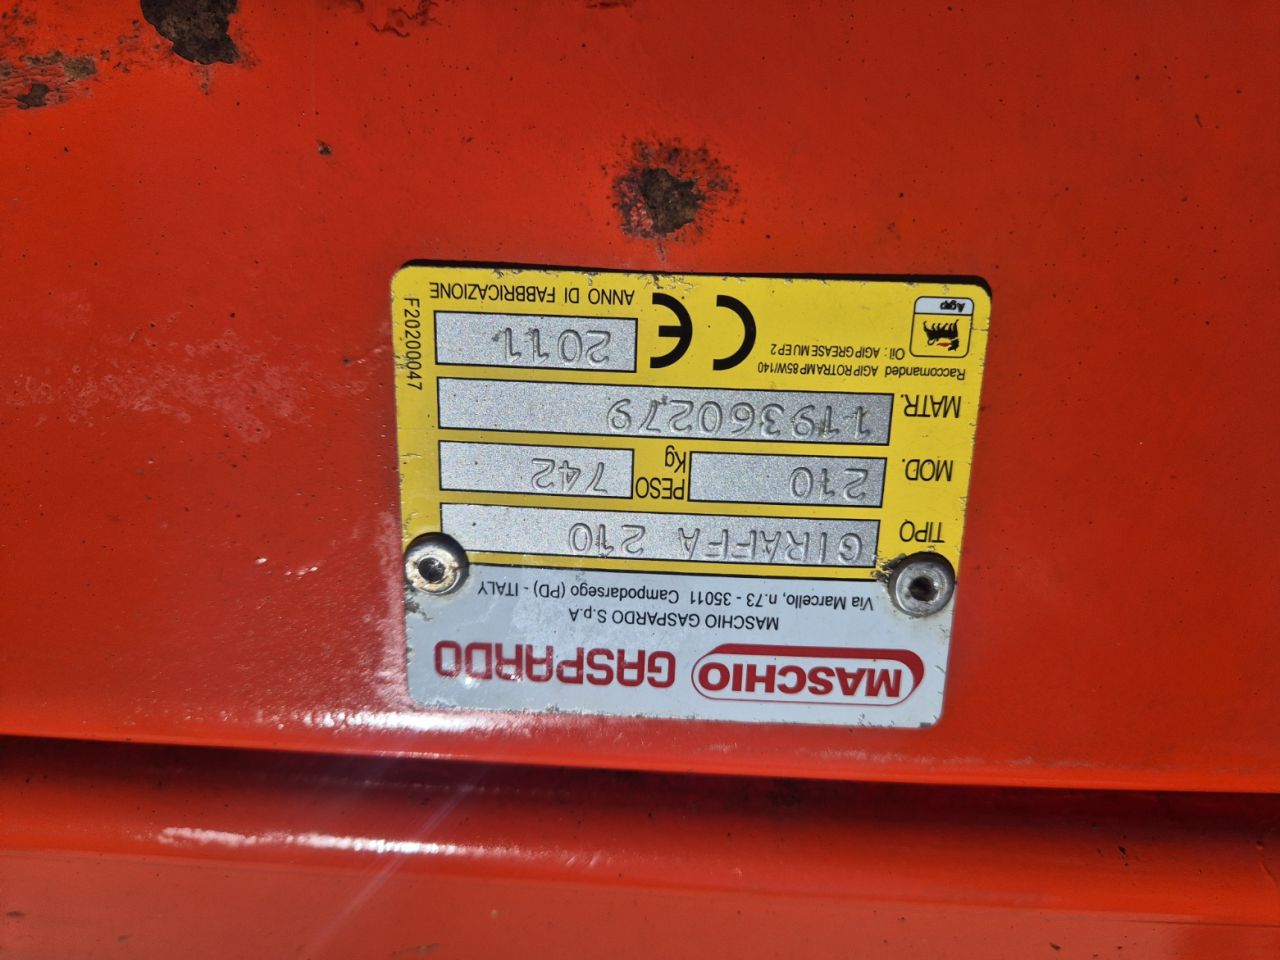 MASCHIO GASPARDO
MASCHIO GASPARDO S.p.A
Via Marcello, n.73 - 35011 Campodarsego (PD) - ITALY
TIPO GIRAFFA 210
MOD. 210 PESO Kg 742
MATR. 119360279
Raccomanded AGIP ROTRA MP 85W/140
Oil : AGIP GREASE MU EP 2
Agip
CE
2011
ANNO DI FABBRICAZIONE
F20200047